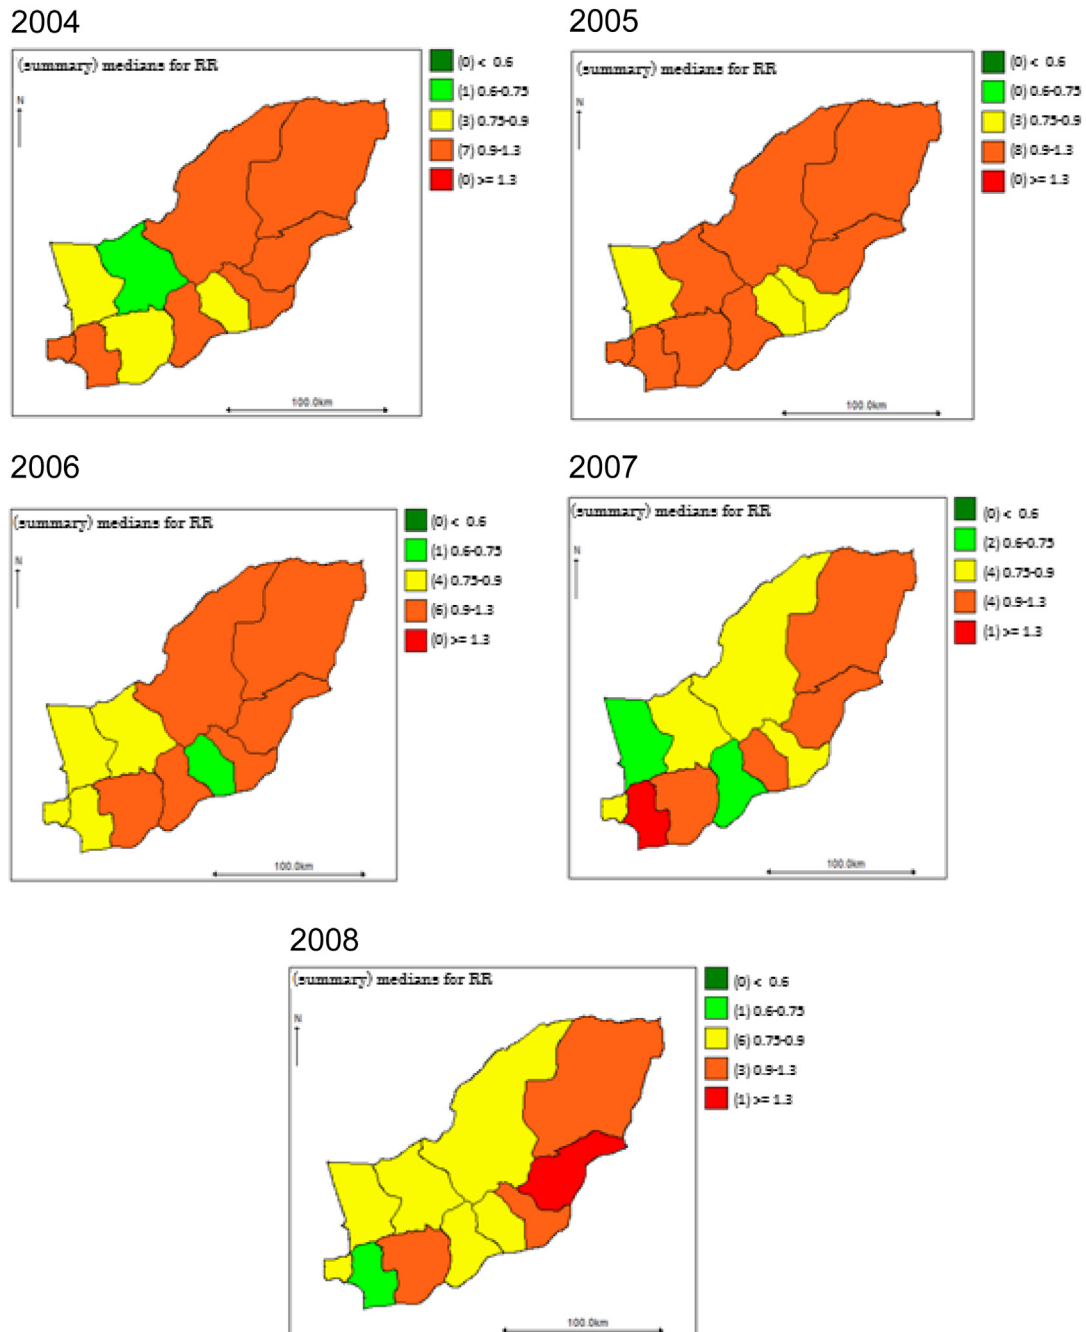 2004
(summary) medians for RR
N
100.0km
(0) < 0.6
(1) 0.6-0.75
(3) 0.75-0.9
(7) 0.9-1.3
(0) >= 1.3
2005
(summary) medians for RR
N
100.0km
(0) < 0.6
(0) 0.6-0.75
(3) 0.75-0.9
(8) 0.9-1.3
(0) >= 1.3
2006
(summary) medians for RR
N
100.0km
(0) < 0.6
(1) 0.6-0.75
(4) 0.75-0.9
(6) 0.9-1.3
(0) >= 1.3
2007
(summary) medians for RR
N
100.0km
(0) < 0.6
(2) 0.6-0.75
(4) 0.75-0.9
(4) 0.9-1.3
(1) >= 1.3
2008
(summary) medians for RR
N
100.0km
(0) < 0.6
(1) 0.6-0.75
(6) 0.75-0.9
(3) 0.9-1.3
(1) >= 1.3